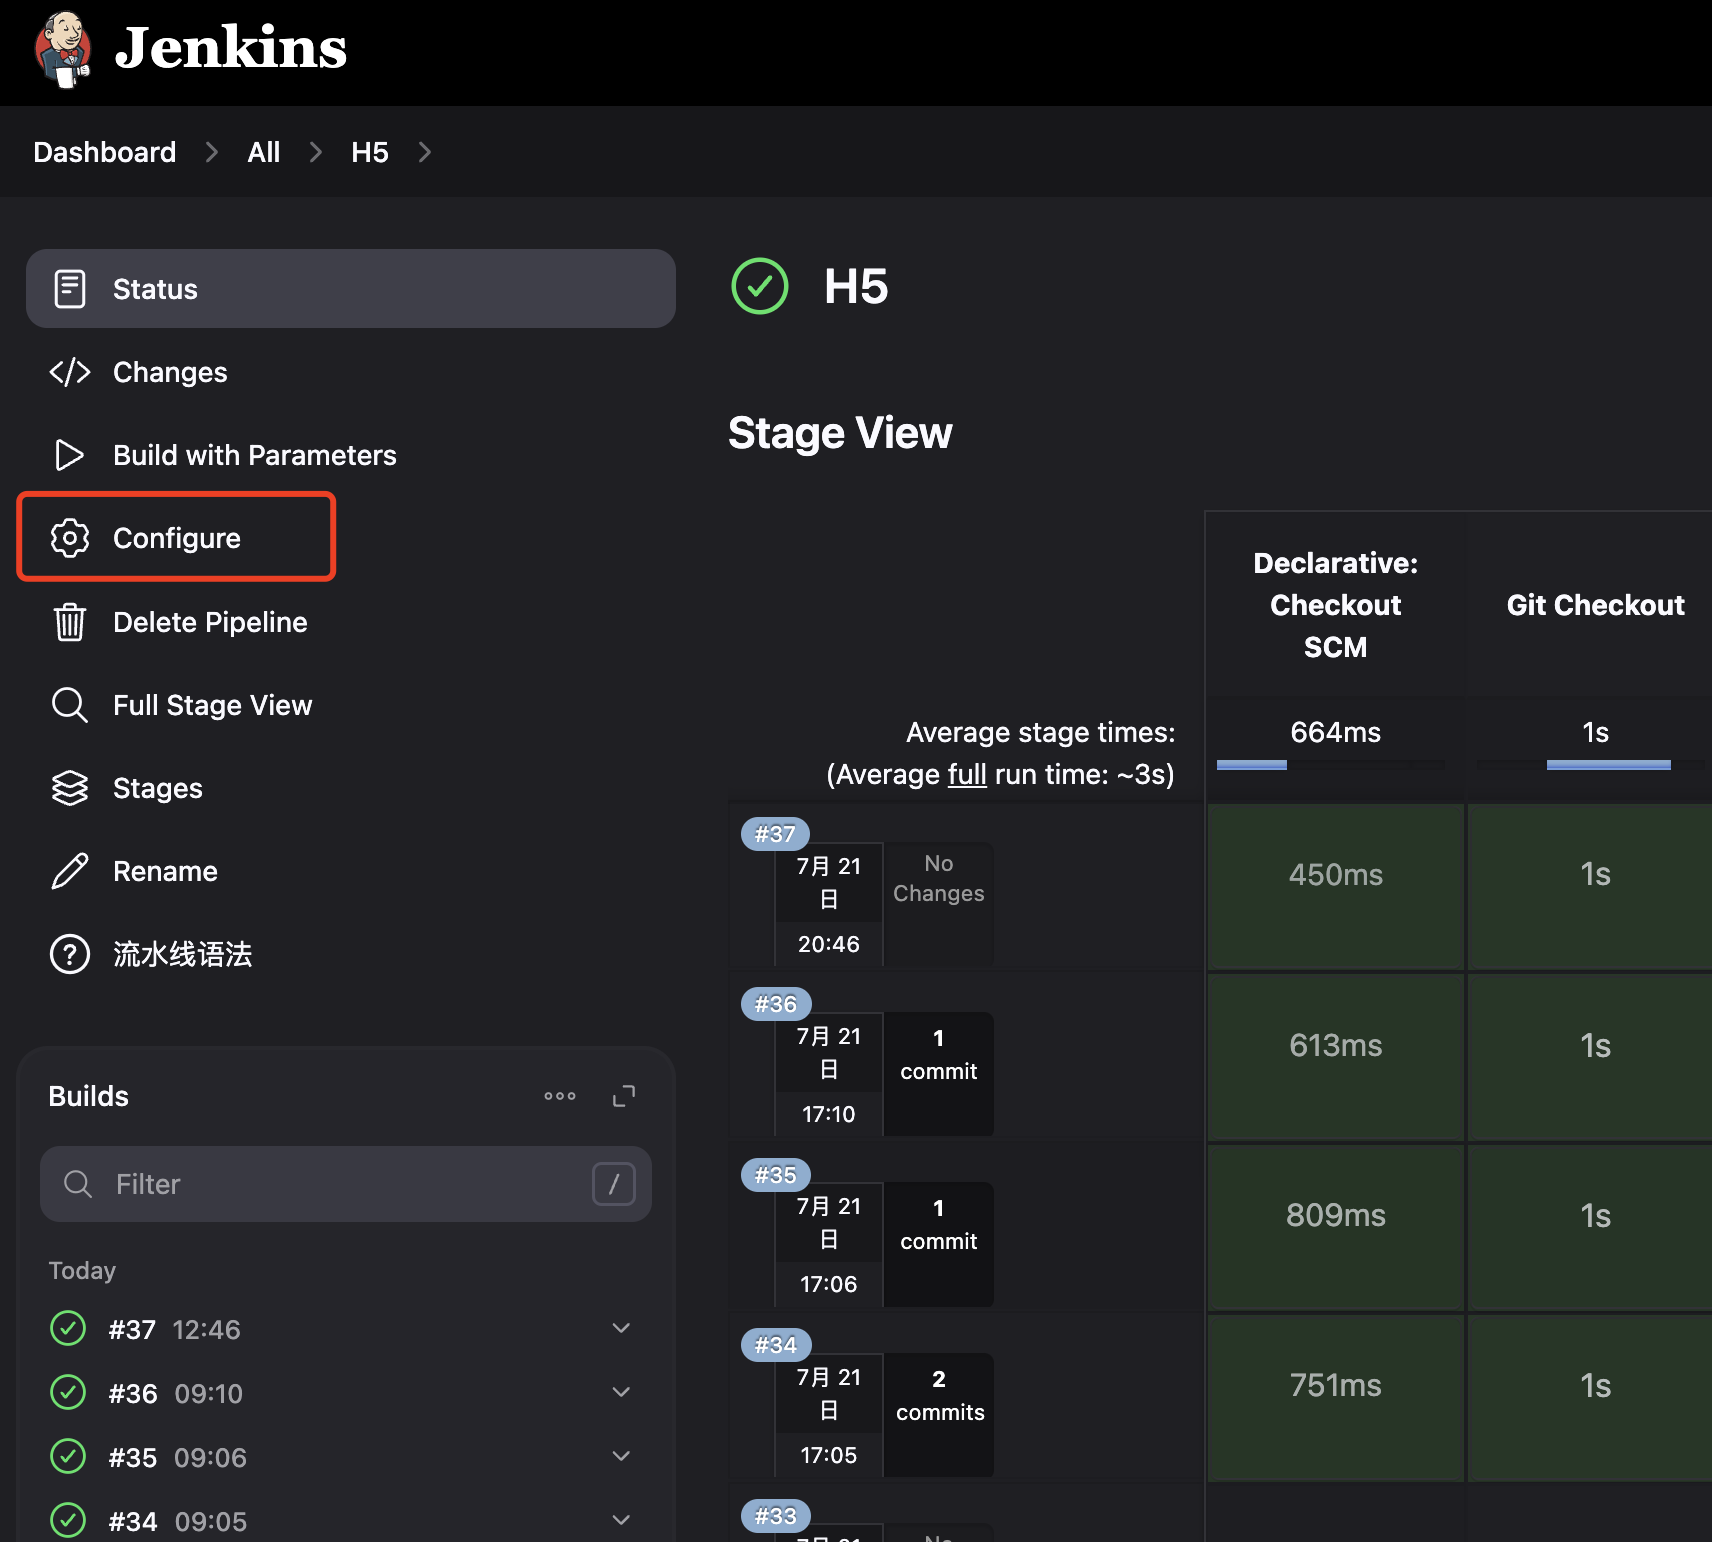 Jenkins
Dashboard
All
H5
Status
Changes
Build with Parameters
Configure
Delete Pipeline
Full Stage View
Stages
Rename
流水线语法
Builds
Filter
/
Today
#37 12:46
#36 09:10
#35 09:06
#34 09:05
H5
Stage View
Declarative:
Checkout
SCM
Git Checkout
Average stage times:
(Average full run time: ~3s)
664ms
1s
#37
7月 21
日
20:46
No
Changes
450ms
1s
#36
7月 21
日
17:10
1
commit
613ms
1s
#35
7月 21
日
17:06
1
commit
809ms
1s
#34
7月 21
日
17:05
2
commits
751ms
1s
#33
7月 21
No